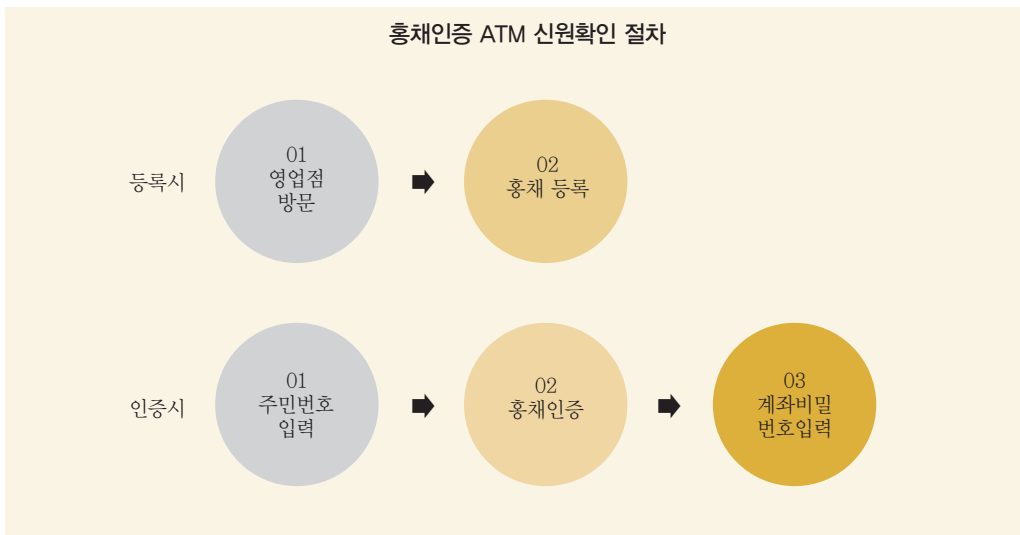 홍채인증 ATM 신원확인 절차
등록시
01
영업점
방문
02
홍채 등록
인증시
01
주민번호
입력
02
홍채인증
03
계좌비밀
번호입력